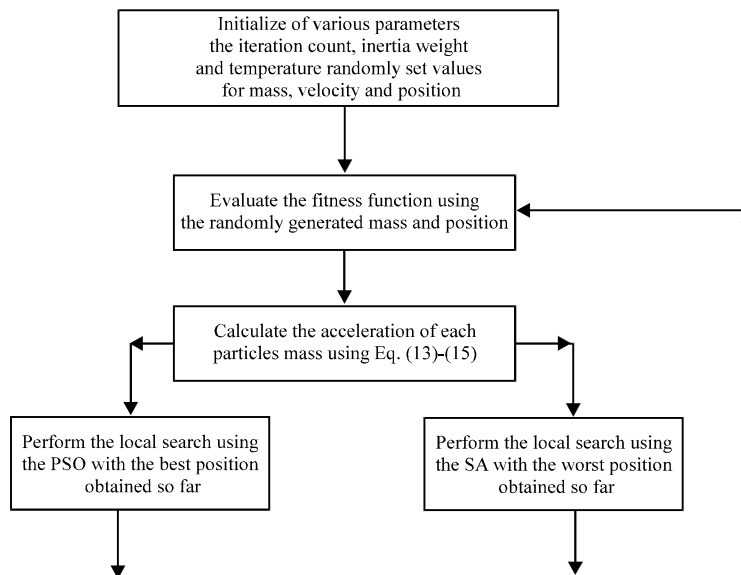 Initialize of various parameters
the iteration count, inertia weight
and temperature randomly set values
for mass, velocity and position
Evaluate the fitness function using
the randomly generated mass and position
Calculate the acceleration of each
particles mass using Eq. (13)-(15)
Perform the local search using
the PSO with the best position
obtained so far
Perform the local search using
the SA with the worst position
obtained so far